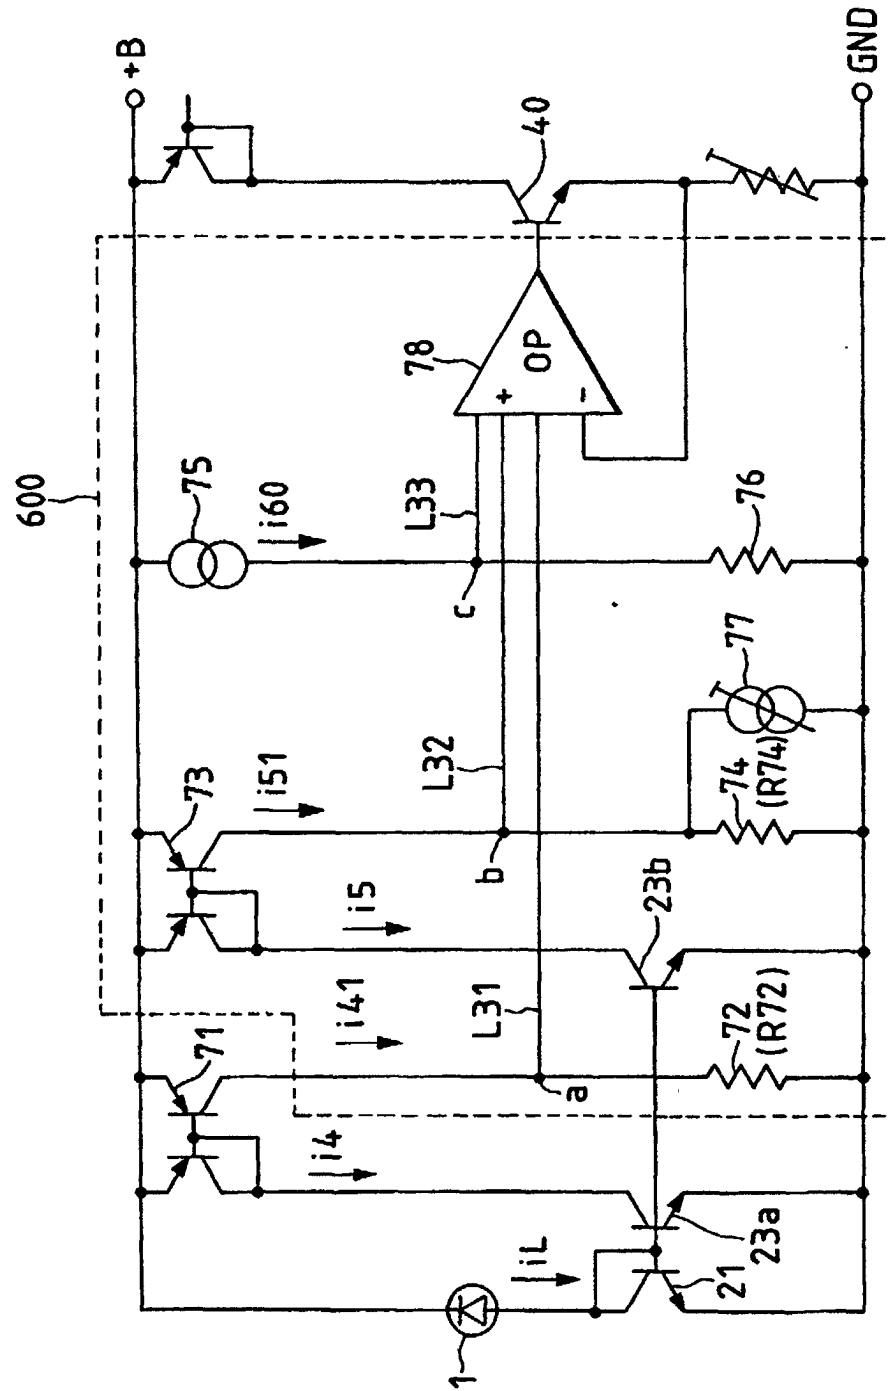 +B
GND
600
75
i60
73
i51
71
i41
i5
i4
iL
1
78
OP
+
-
40
L33
c
L32
b
L31
a
76
77
74
(R74)
72
(R72)
23b
23a
21